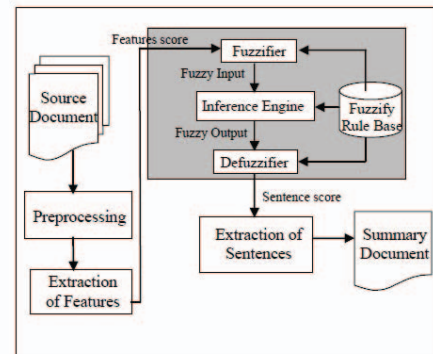 Features score
Source
Document
Preprocessing
Extraction
of Features
Fuzzifier
Fuzzy Input
Inference Engine
Fuzzy Output
Defuzzifier
Fuzzify
Rule Base
Sentence score
Extraction of
Sentences
Summary
Document